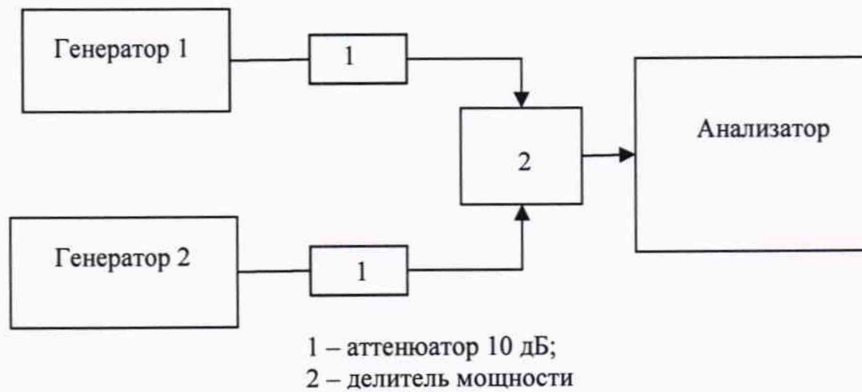 Генератор 1
1
Анализатор
2
Генератор 2
1
1 – аттенюатор 10 дБ;
2 – делитель мощности